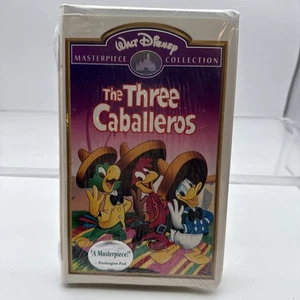 Walt Disney
MASTERPIECE COLLECTION
The Three
Caballeros
"A Masterpiece!"
– Washington Post